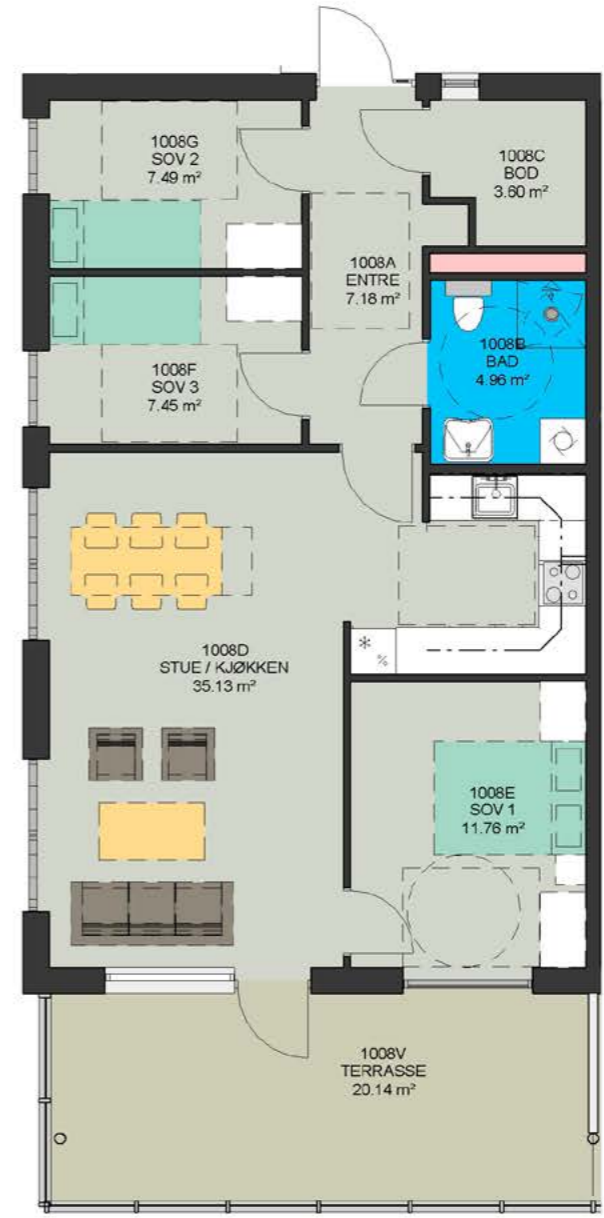 1008G
SOV 2
7.49 m²
1008C
BOD
3.60 m²
1008A
ENTRE
7.18 m²
1008B
BAD
4.96 m²
1008F
SOV 3
7.45 m²
1008D
STUE / KJØKKEN
35.13 m²
1008E
SOV 1
11.76 m²
1008V
TERRASSE
20.14 m²